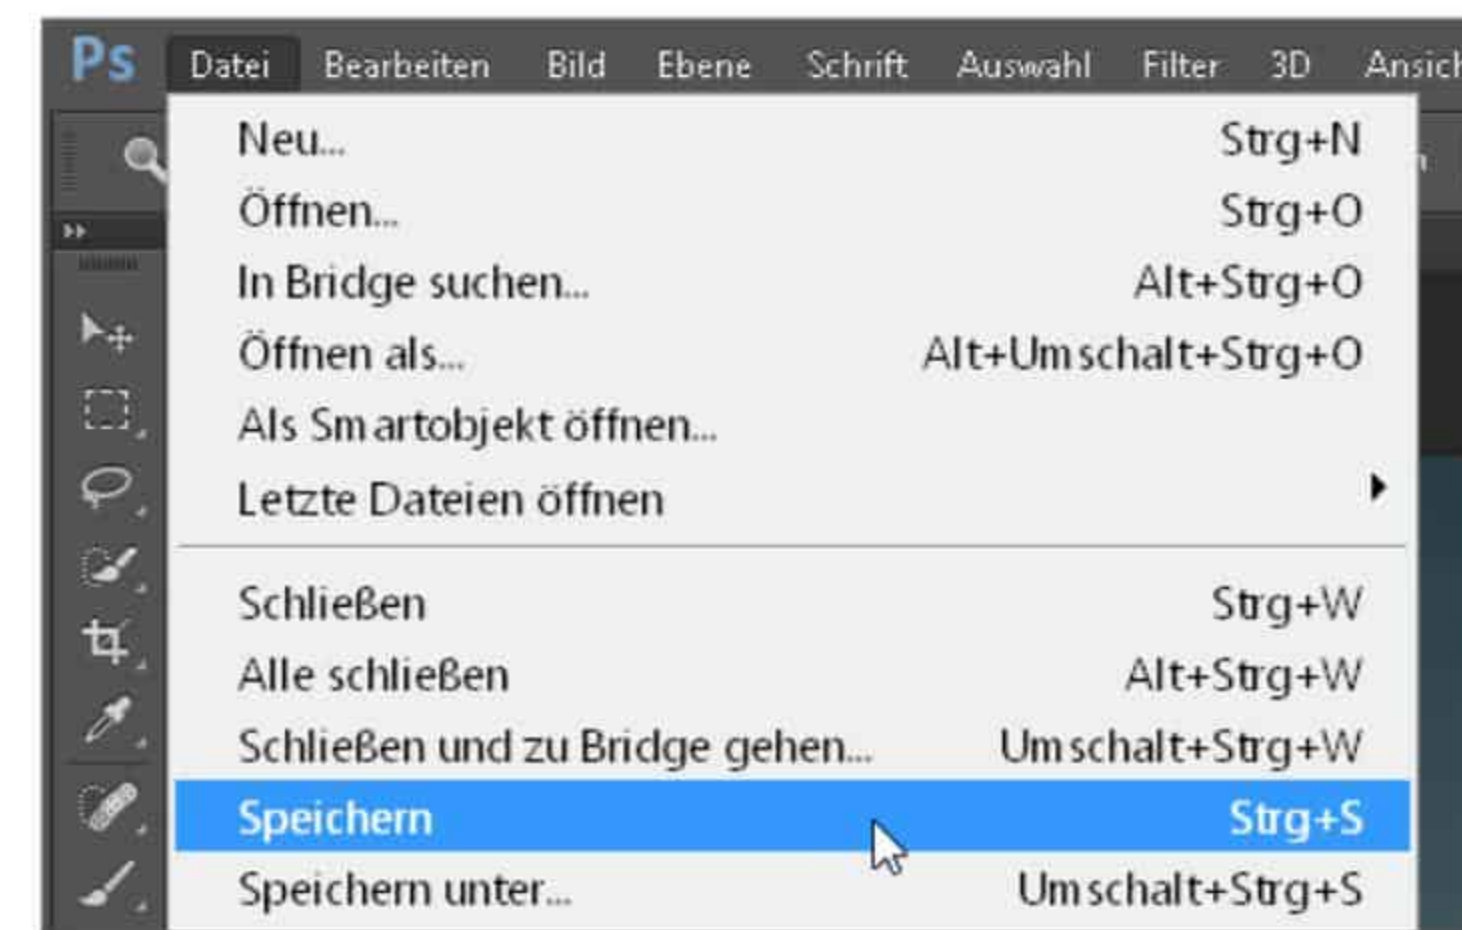 Ps Datei Bearbeiten Bild Ebene Schrift Auswahl Filter 3D
Neu... Strg+N
Öffnen... Strg+O
In Bridge suchen... Alt+Strg+O
Öffnen als... Alt+Umschalt+Strg+O
Als Smartobjekt öffnen...
Letzte Dateien öffnen
Schließen Strg+W
Alle schließen Alt+Strg+W
Schließen und zu Bridge gehen... Umschalt+Strg+W
Speichern Strg+S
Speichern unter... Umschalt+Strg+S